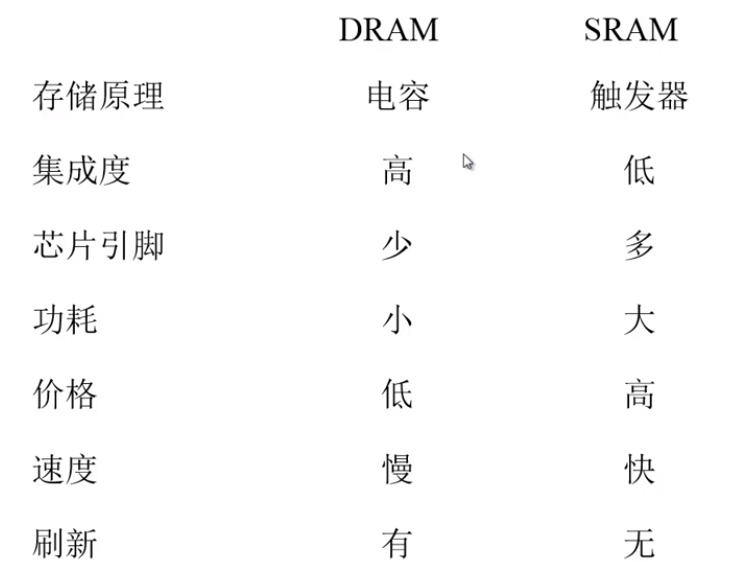 DRAM SRAM
存储原理 电容 触发器
集成度 高 低
芯片引脚 少 多
功耗 小 大
价格 低 高
速度 慢 快
刷新 有 无